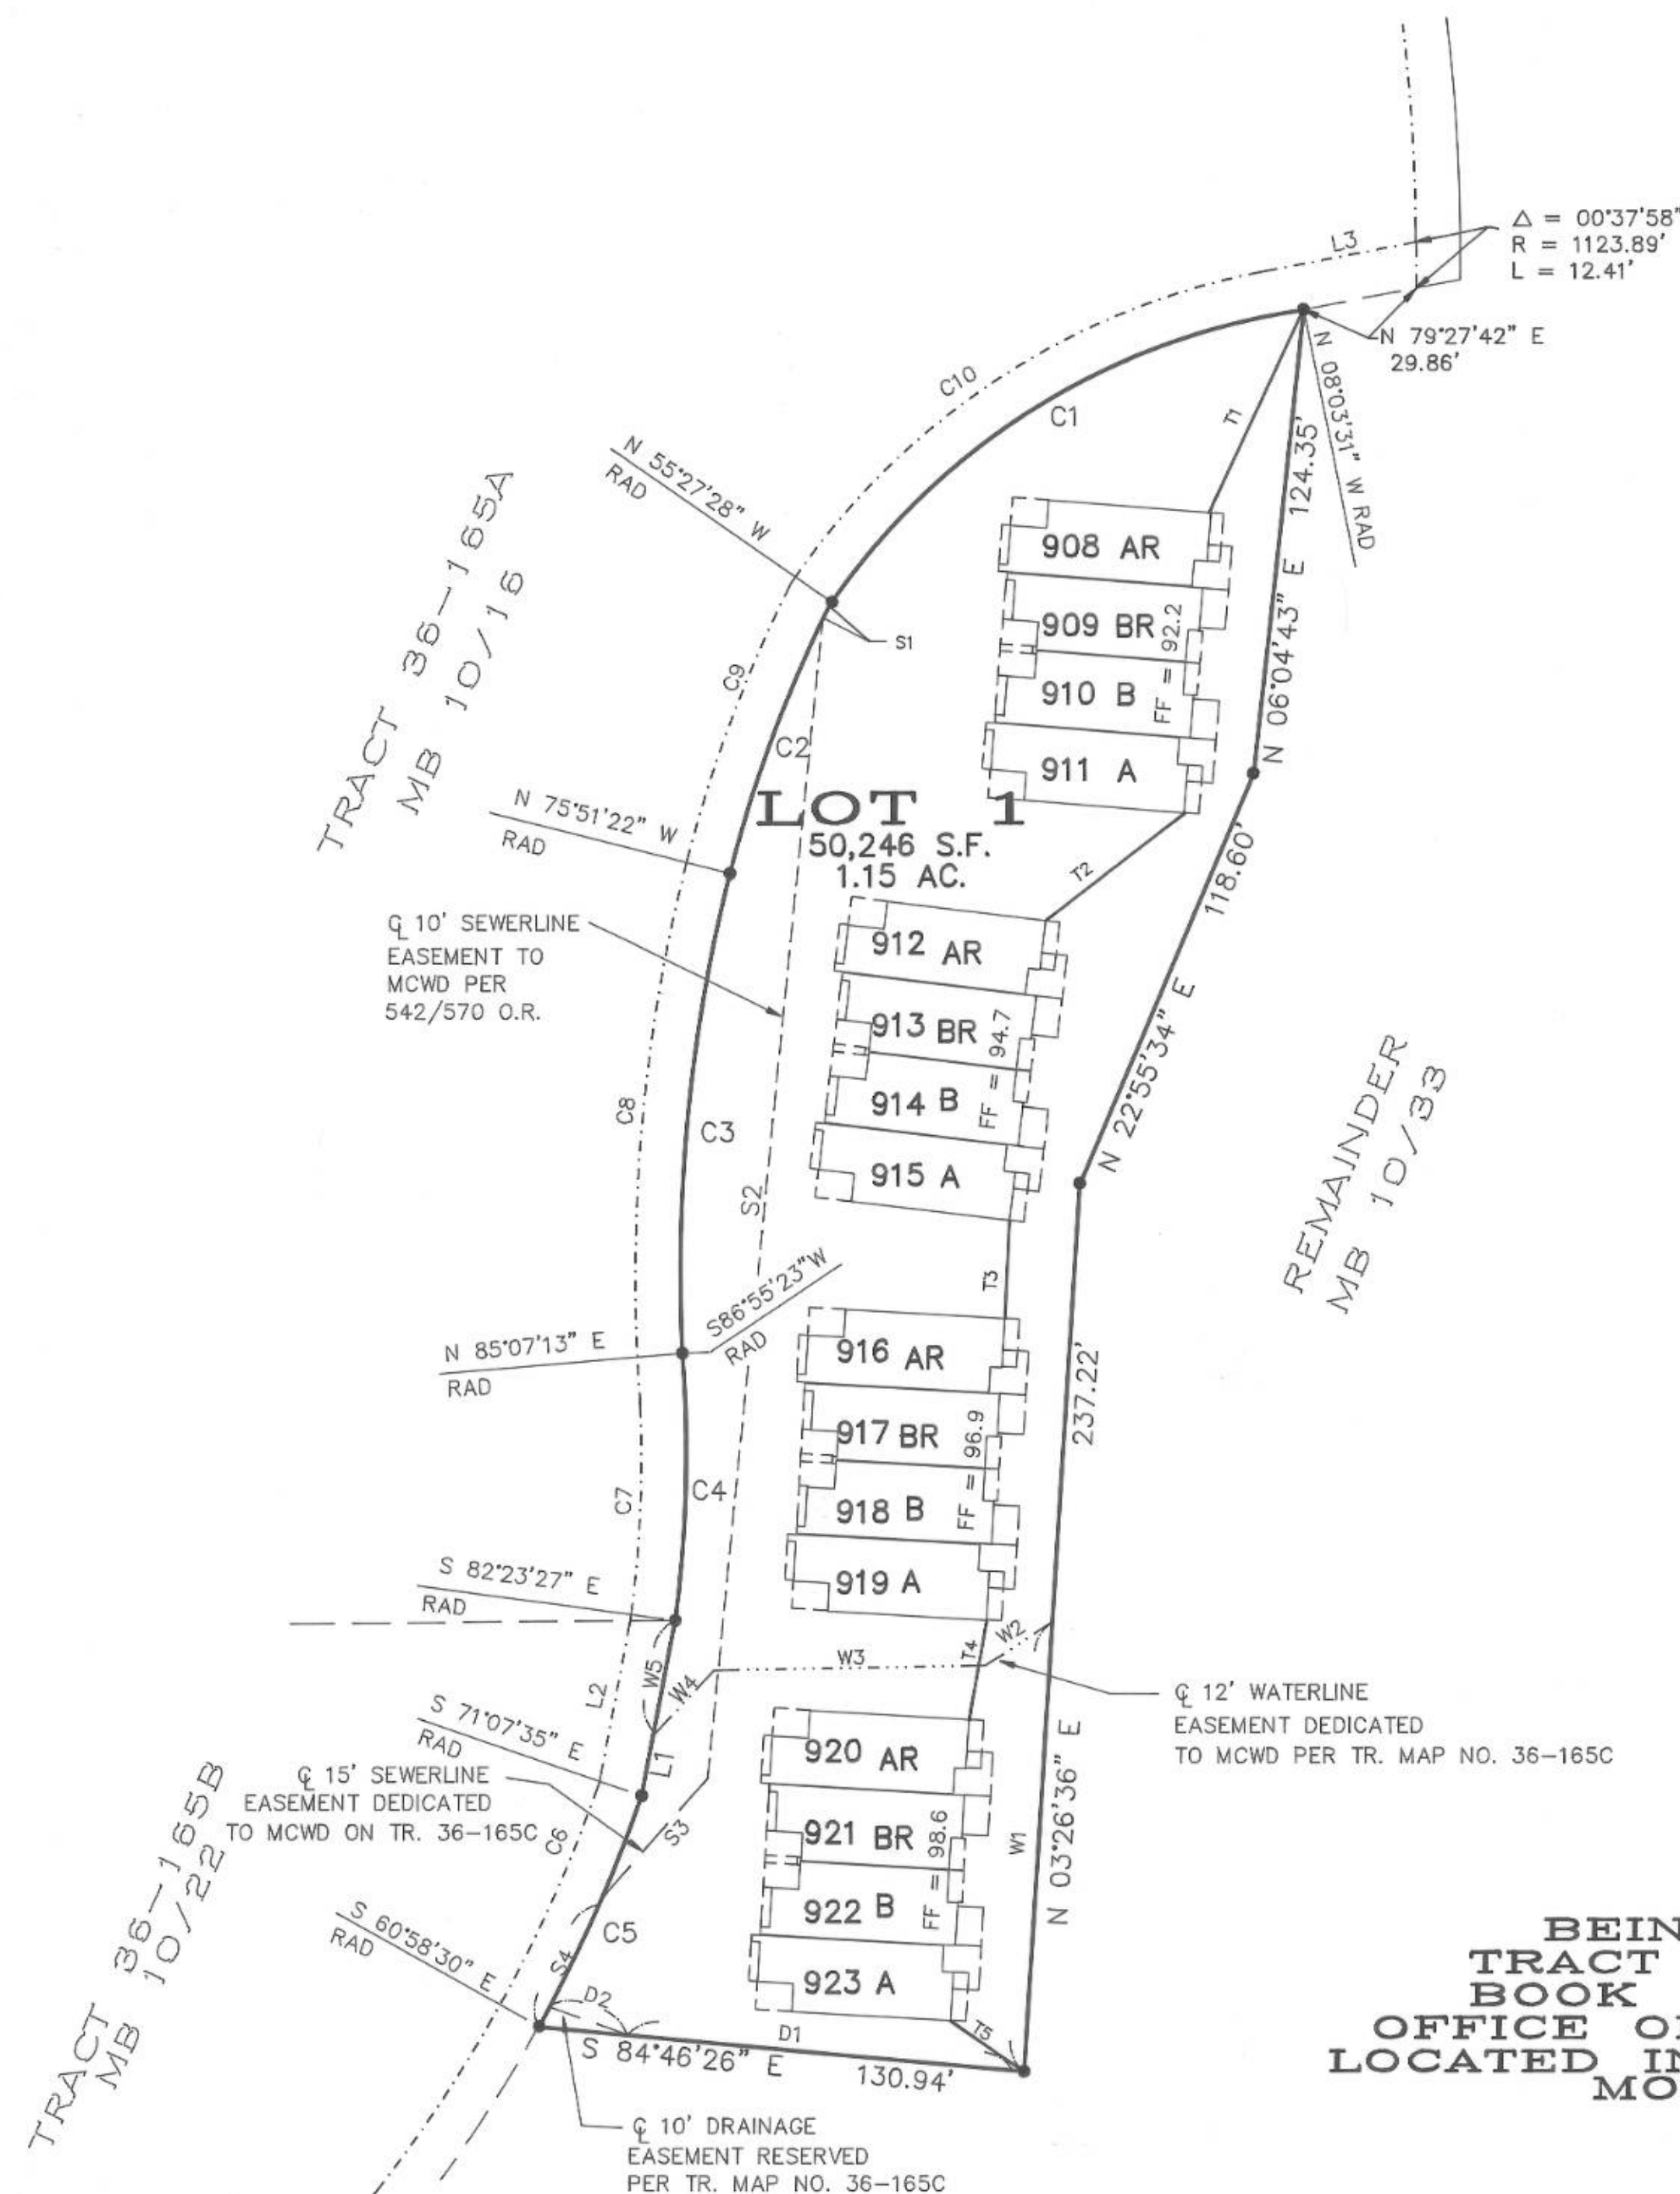 Δ = 00°37'58"
R = 1123.89'
L = 12.41'
L3
N 79°27'42" E
29.86'
C10
C1
T1
N 08°03'31" W RAD
124.35'
N 06°04'43" E
N 55°27'28" W
RAD
S1
TRACT 36-165A
MB 10/16
908 AR
909 BR
910 B
911 A
FF = 92.2
C9
C2
LOT 1
50,246 S.F.
1.15 AC.
N 75°51'22" W
RAD
T2
118.60'
N 22°55'34" E
℄ 10' SEWERLINE
EASEMENT TO
MCWD PER
542/570 O.R.
912 AR
913 BR
914 B
915 A
FF = 94.7
C8
C3
S2
REMAINDER
MB 10/33
T3
S86°55'23"W
RAD
N 85°07'13" E
RAD
916 AR
917 BR
918 B
919 A
FF = 96.9
237.22'
C7
C4
S 82°23'27" E
RAD
W5
W4
W3
T4
W2
L2
L1
℄ 12' WATERLINE
EASEMENT DEDICATED
TO MCWD PER TR. MAP NO. 36-165C
S 71°07'35" E
RAD
℄ 15' SEWERLINE
EASEMENT DEDICATED
TO MCWD ON TR. 36-165C
C6
S3
920 AR
921 BR
922 B
923 A
FF = 98.6
W1
N 03°26'36" E
TRACT 36-165B
MB 10/22
S 60°58'30" E
RAD
C5
S4
D2
D1
T5
S 84°46'26" E
130.94'
℄ 10' DRAINAGE
EASEMENT RESERVED
PER TR. MAP NO. 36-165C
BEIN
TRACT
BOOK
OFFICE O
LOCATED IN
MO